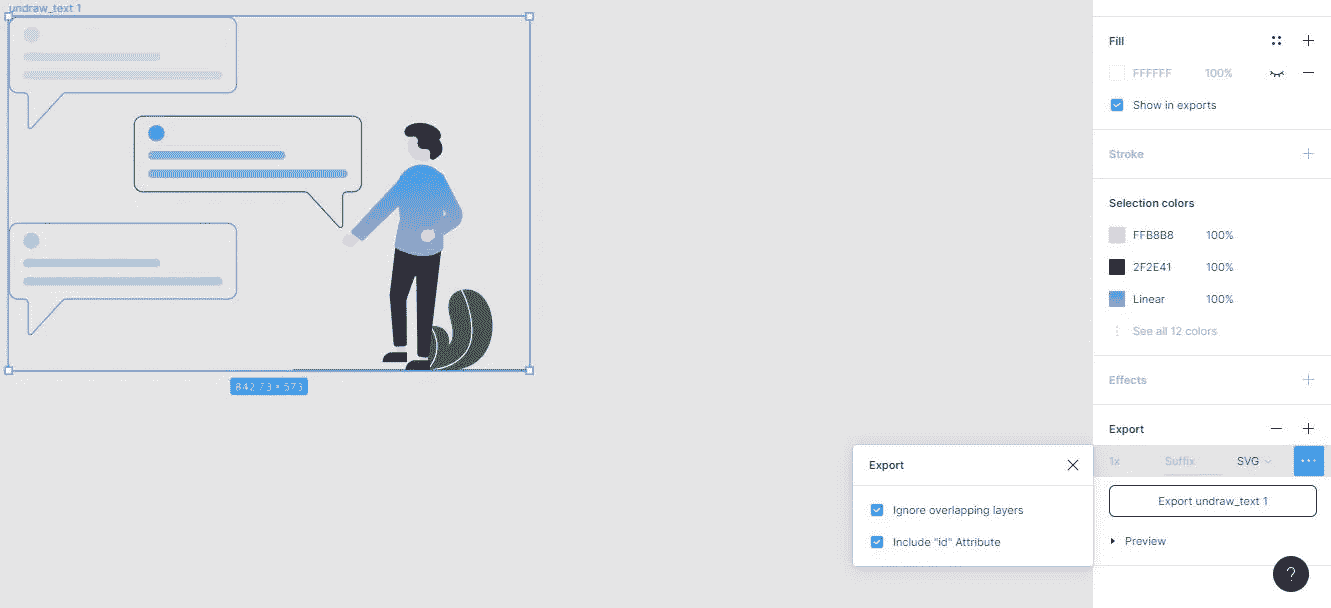 undraw_text 1
842.73 × 573
Fill
FFFFFF 100%
Show in exports
Stroke
Selection colors
FFB8B8 100%
2F2E41 100%
Linear 100%
See all 12 colors
Effects
Export
1x Suffix SVG
Export undraw_text 1
Preview
?
Export
Ignore overlapping layers
Include "id" Attribute